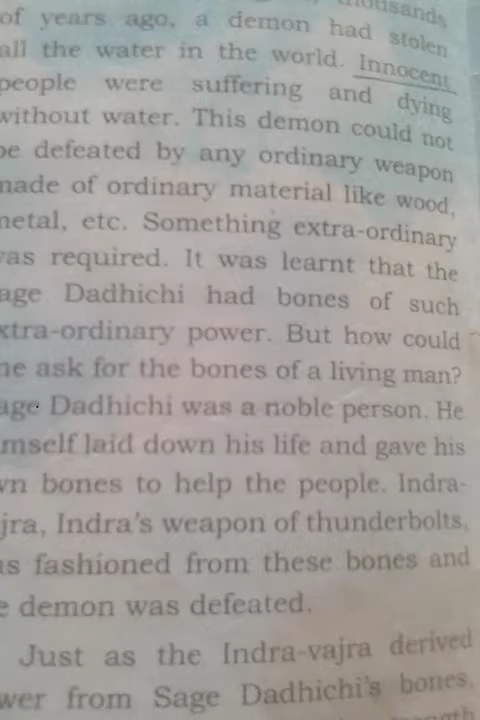 thousands
of years ago, a demon had stolen
all the water in the world. Innocent
people were suffering and dying
without water. This demon could not
be defeated by any ordinary weapon
made of ordinary material like wood,
metal, etc. Something extra-ordinary
was required. It was learnt that the
age Dadhichi had bones of such
xtra-ordinary power. But how could
ne ask for the bones of a living man?
age Dadhichi was a noble person. He
imself laid down his life and gave his
wn bones to help the people. Indra-
jra, Indra's weapon of thunderbolts,
as fashioned from these bones and
e demon was defeated.
Just as the Indra-vajra derived
wer from Sage Dadhichi's bones,